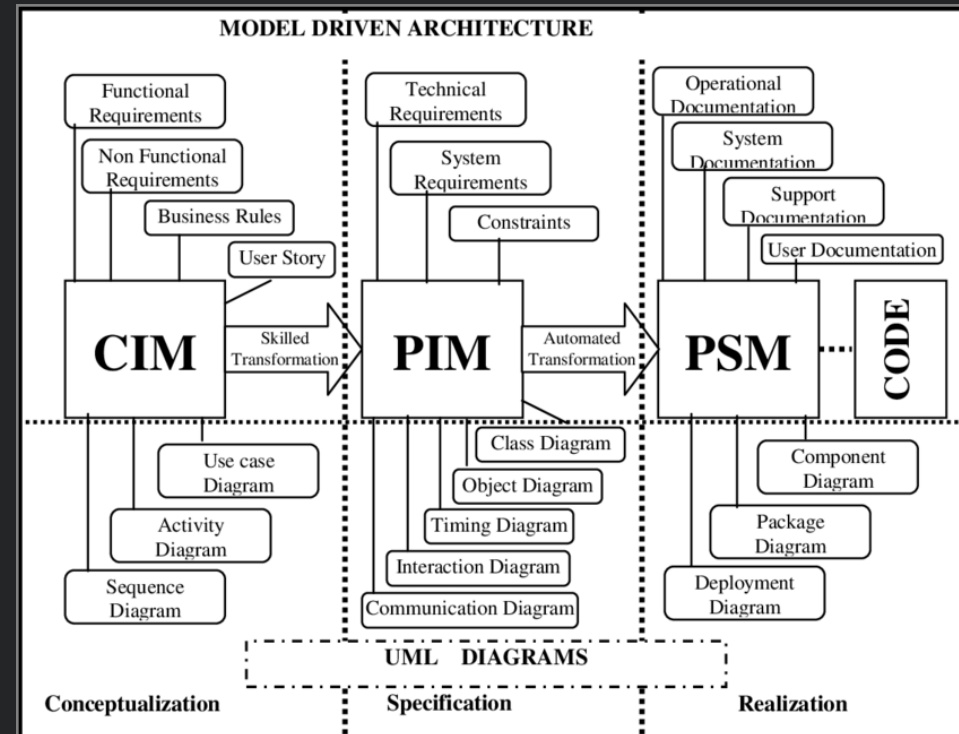 MODEL DRIVEN ARCHITECTURE
Functional
Requirements
Non Functional
Requirements
Business Rules
User Story
CIM
Skilled
Transformation
Use case
Diagram
Activity
Diagram
Sequence
Diagram
Technical
Requirements
System
Requirements
Constraints
PIM
Automated
Transformation
Class Diagram
Object Diagram
Timing Diagram
Interaction Diagram
Communication Diagram
Operational
Documentation
System
Documentation
Support
Documentation
User Documentation
PSM
CODE
Component
Diagram
Package
Diagram
Deployment
Diagram
UML DIAGRAMS
Conceptualization
Specification
Realization